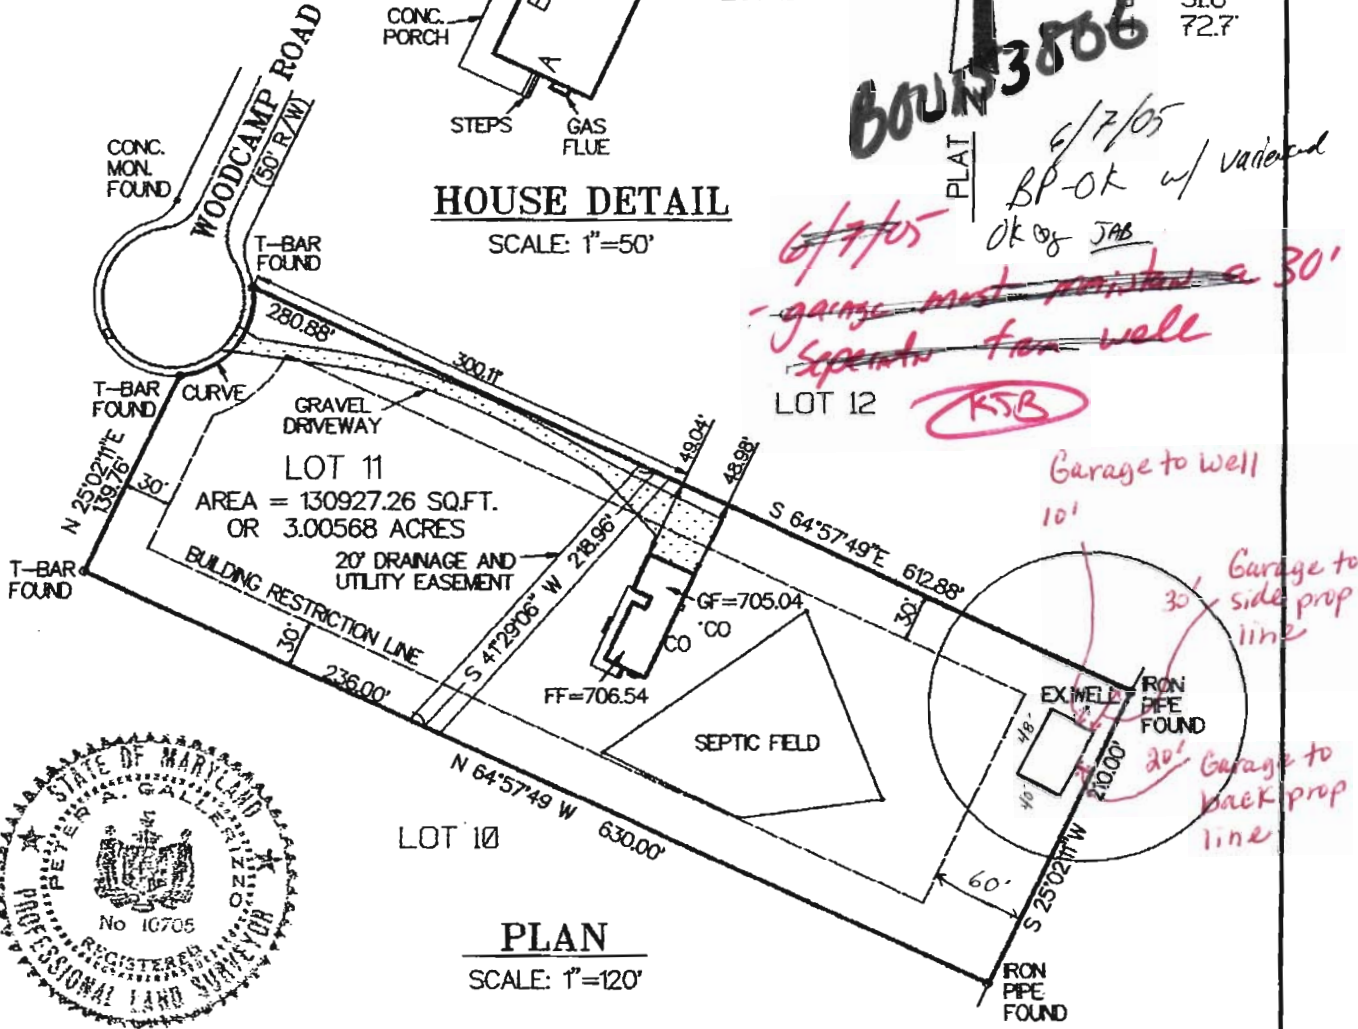 CONC.
PORCH
72.7'
STEPS
GAS
FLUE
HOUSE DETAIL
SCALE: 1"=50'
PLAT
N
6/7/05
BP-OK w/
OK JAB
WOODCAMP ROAD
(50' R/W)
CONC.
MON.
FOUND
T-BAR
FOUND
6/7/05
- garage must maintain a 30'
from well
KJB
LOT 12
280.88'
300.11'
T-BAR
FOUND
CURVE
GRAVEL
DRIVEWAY
49.04'
48.98'
N 25°02'11"E
139.76'
30'
LOT 11
AREA = 130927.26 SQ.FT.
OR 3.00568 ACRES
20' DRAINAGE AND
UTILITY EASEMENT
BUILDING RESTRICTION LINE
T-BAR
FOUND
S 41°29'06" W 218.96'
S 64°57'49"E 612.88'
Garage to well
10'
Garage to
side prop
line
30'
30'
30'
GF=705.04
CO
CO
FF=706.54
236.00'
SEPTIC FIELD
EX.WELL
48'
40'
IRON
PIPE
FOUND
20'
Garage to
back prop
line
210.00'
S 25°02'11"W
60'
N 64°57'49 W 630.00'
LOT 10
PLAN
SCALE: 1"=120'
IRON
PIPE
FOUND
STATE OF MARYLAND
PETER A. GALLERIZZO
No 10705
REGISTERED
PROFESSIONAL LAND SURVEYOR